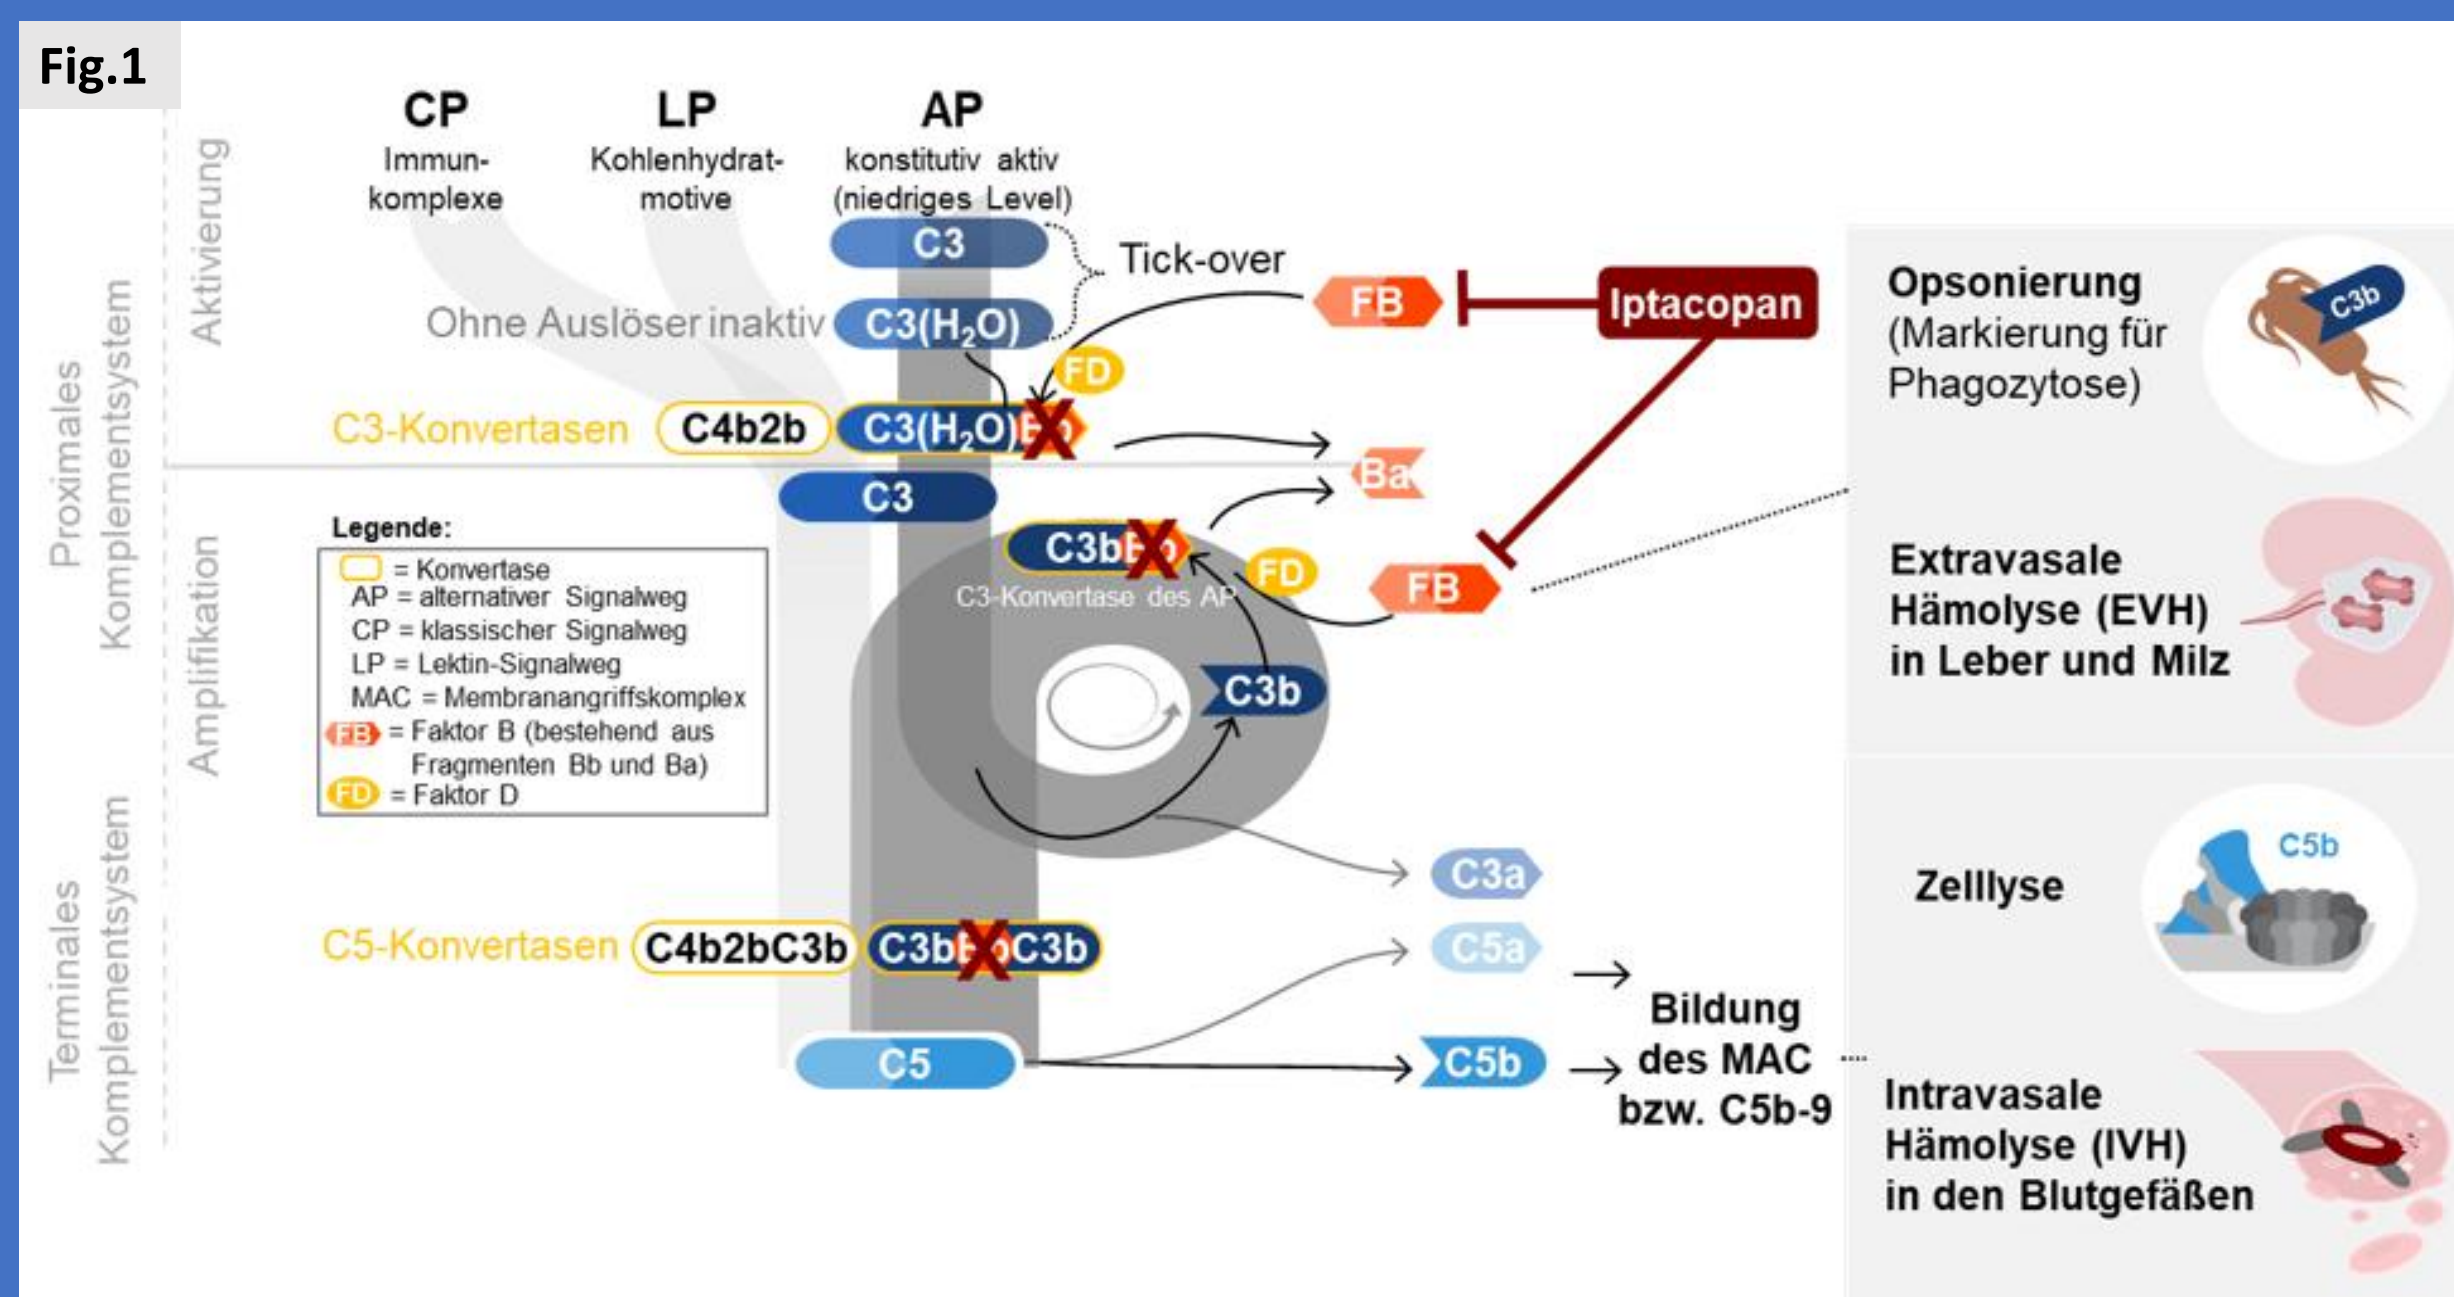 Fig.1
CP
Immun-
komplexe
LP
Kohlenhydrat-
motive
AP
konstitutiv aktiv
(niedriges Level)
Proximales
Komplementsystem
Aktivierung
C3
Tick-over
Ohne Auslöser inaktiv
C3(H₂O)
FB
Iptacopan
FD
C3-Konvertasen
C4b2b
C3(H₂O)Bb
X
Ba
C3
Amplifikation
Legende:
= Konvertase
AP = alternativer Signalweg
CP = klassischer Signalweg
LP = Lektin-Signalweg
MAC = Membranangriffskomplex
FB = Faktor B (bestehend aus
Fragmenten Bb und Ba)
FD = Faktor D
C3bBb
X
C3-Konvertase des AP
FD
FB
C3b
Terminales
Komplementsystem
C3a
C5-Konvertasen
C4b2bC3b
C3bBbC3b
X
C5a
C5
C5b
Bildung
des MAC
bzw. C5b-9
Opsonierung
(Markierung für
Phagozytose)
C3b
Extravasale
Hämolyse (EVH)
in Leber und Milz
Zelllyse
C5b
Intravasale
Hämolyse (IVH)
in den Blutgefäßen